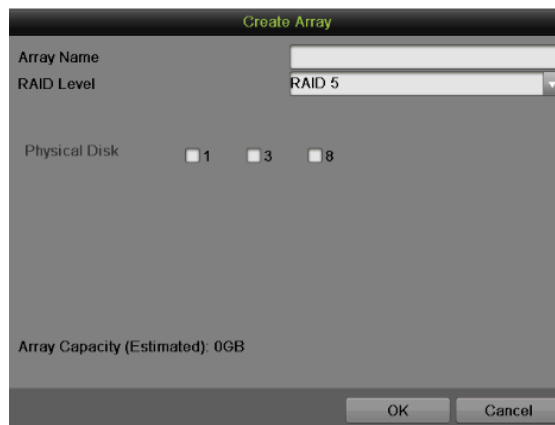 Create Array
Array Name
RAID Level RAID 5
Physical Disk 1 3 8
Array Capacity (Estimated): 0GB
OK Cancel